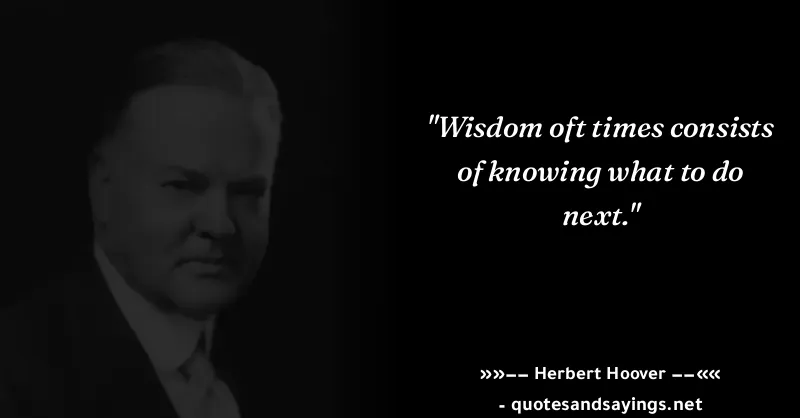 "Wisdom oft times consists
of knowing what to do
next."
»»−− Herbert Hoover −−««
- quotesandsayings.net